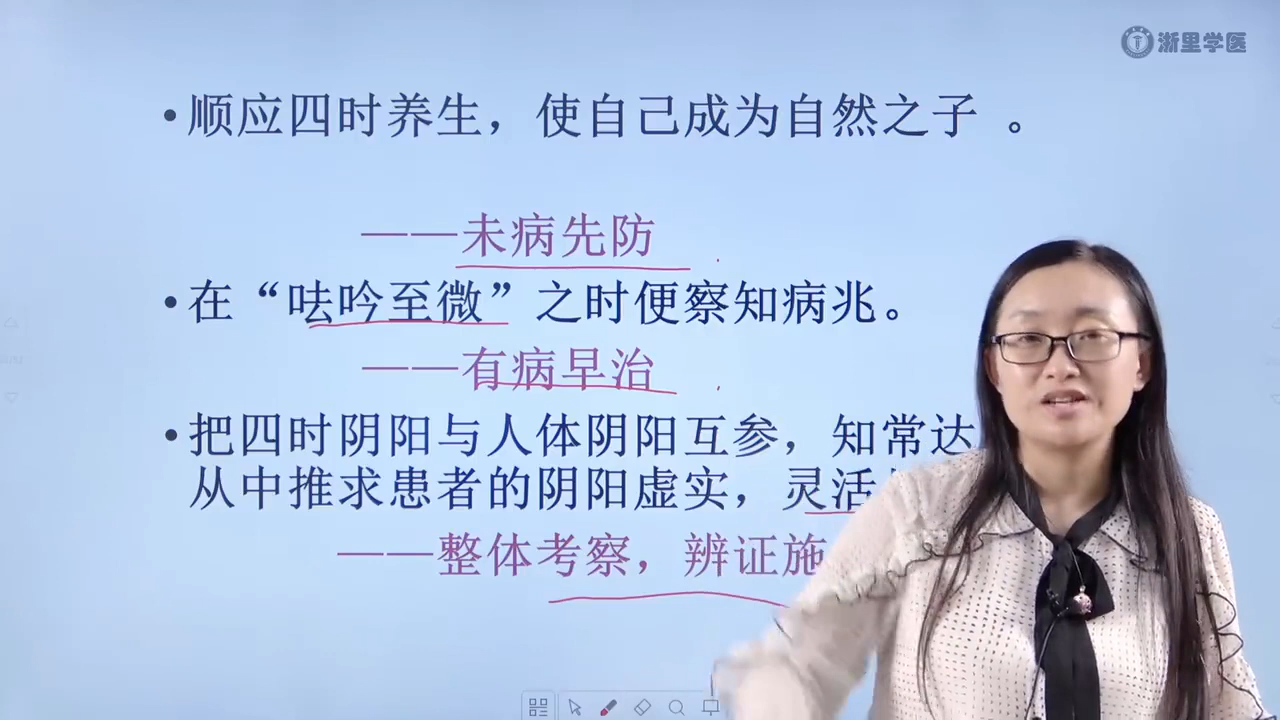 浙里学医
•顺应四时养生，使自己成为自然之子 。
——未病先防
•在“呿吟至微”之时便察知病兆。
——有病早治
•把四时阴阳与人体阴阳互参，知常达
从中推求患者的阴阳虚实，灵活
——整体考察，辨证施